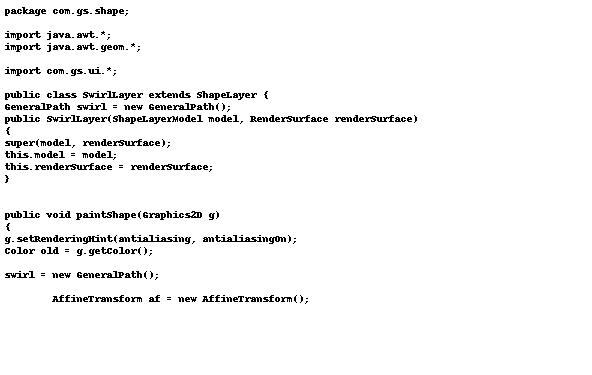 package com.gs.shape;
import java.awt.*;
import java.awt.geom.*;
import com.gs.ui.*;
public class SwirlLayer extends ShapeLayer {
GeneralPath swirl = new GeneralPath();
public SwirlLayer(ShapeLayerModel model, RenderSurface renderSurface)
{
super(model, renderSurface);
this.model = model;
this.renderSurface = renderSurface;
}
public void paintShape(Graphics2D g)
{
g.setRenderingHint(antialiasing, antialiasingOn);
Color old = g.getColor();
swirl = new GeneralPath();
AffineTransform af = new AffineTransform();